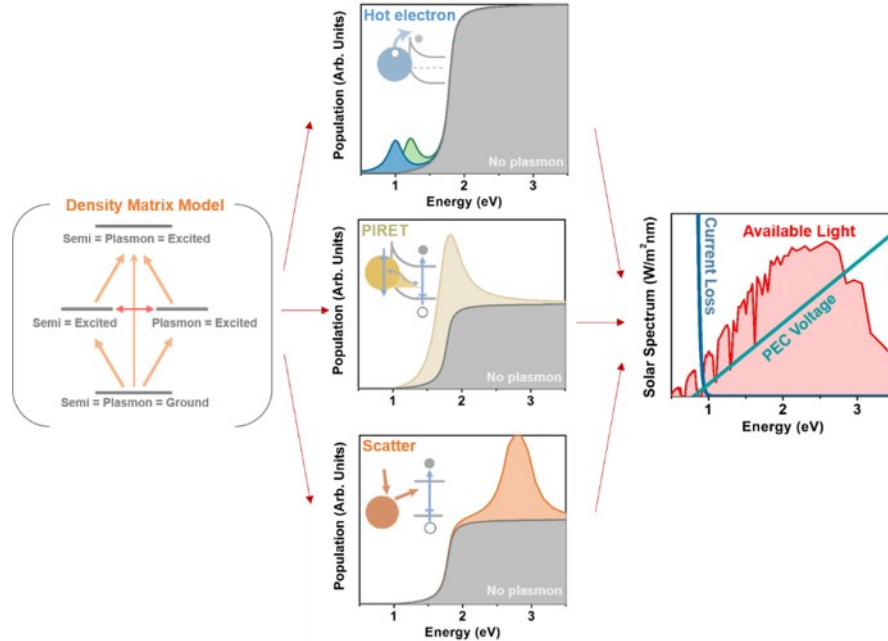 Density Matrix Model
Semi = Plasmon = Excited
Semi = Excited
Plasmon = Excited
Semi = Plasmon = Ground
Hot electron
Population (Arb. Units)
No plasmon
1 2 3
Energy (eV)
PIRET
Population (Arb. Units)
No plasmon
1 2 3
Energy (eV)
Scatter
Population (Arb. Units)
No plasmon
1 2 3
Energy (eV)
Solar Spectrum (W/m²nm)
Current Loss
Available Light
PEC Voltage
1 2 3
Energy (eV)